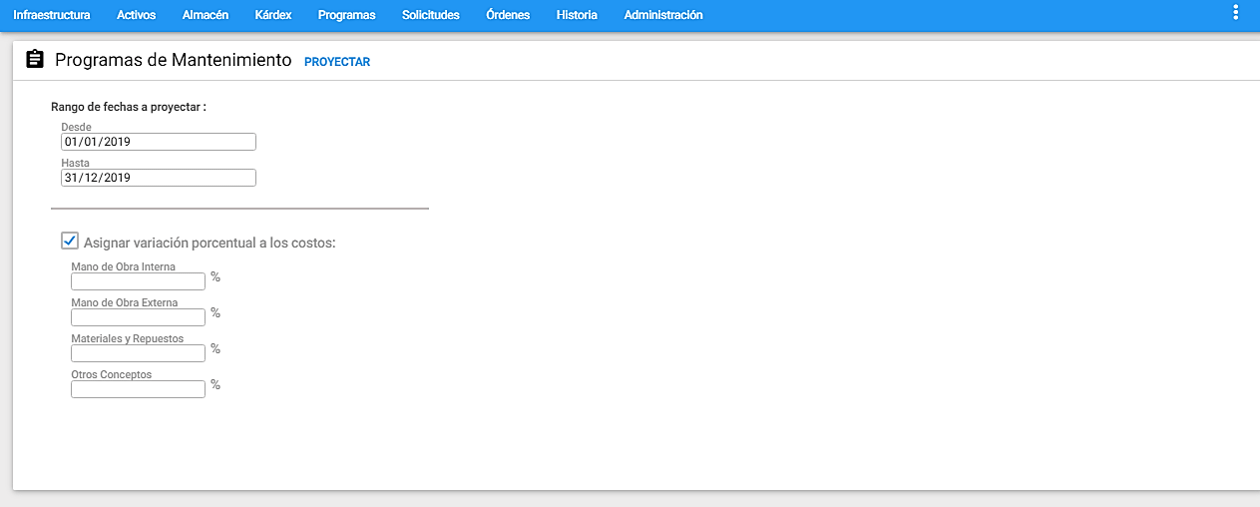 Infraestructura Activos Almacén Kárdex Programas Solicitudes Órdenes Historia Administración
Programas de Mantenimiento PROYECTAR
Rango de fechas a proyectar :
Desde
01/01/2019
Hasta
31/12/2019
Asignar variación porcentual a los costos:
Mano de Obra Interna
%
Mano de Obra Externa
%
Materiales y Repuestos
%
Otros Conceptos
%